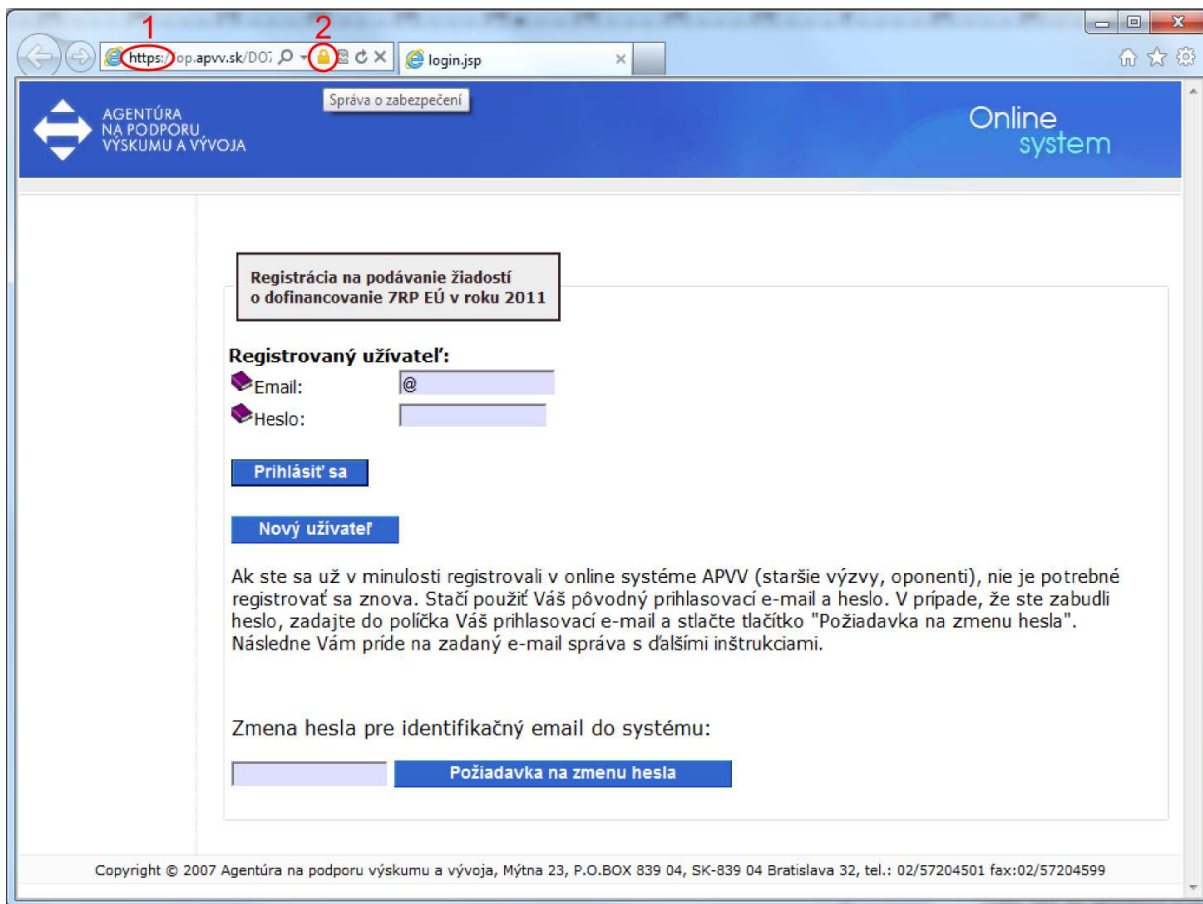 1 2
https://op.apvv.sk/DO7
login.jsp
Správa o zabezpečení
AGENTÚRA
NA PODPORU
VÝSKUMU A VÝVOJA
Online
system
Registrácia na podávanie žiadostí
o dofinancovanie 7RP EÚ v roku 2011
Registrovaný užívateľ:
Email: @
Heslo:
Prihlásiť sa
Nový užívateľ
Ak ste sa už v minulosti registrovali v online systéme APVV (staršie výzvy, oponenti), nie je potrebné
registrovať sa znova. Stačí použiť Váš pôvodný prihlasovací e-mail a heslo. V prípade, že ste zabudli
heslo, zadajte do políčka Váš prihlasovací e-mail a stlačte tlačítko "Požiadavka na zmenu hesla".
Následne Vám príde na zadaný e-mail správa s ďalšími inštrukciami.
Zmena hesla pre identifikačný email do systému:
Požiadavka na zmenu hesla
Copyright © 2007 Agentúra na podporu výskumu a vývoja, Mýtna 23, P.O.BOX 839 04, SK-839 04 Bratislava 32, tel.: 02/57204501 fax:02/57204599